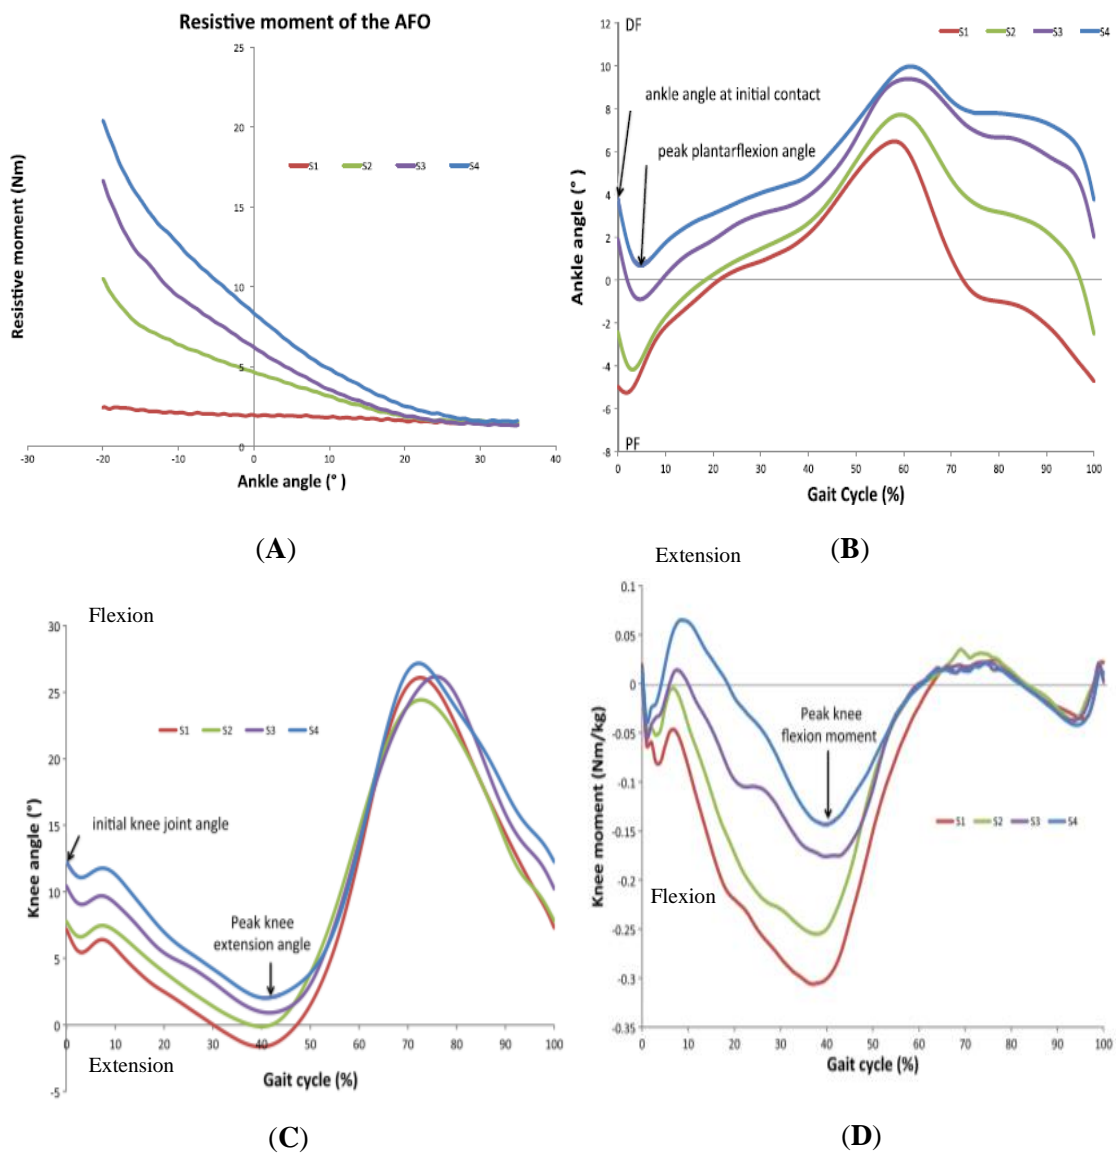 Resistive moment of the AFO
Resistive moment (Nm)
25
20
15
10
5
0
S1 S2 S3 S4
-30 -20 -10 0 10 20 30 40
Ankle angle (° )
(A)
DF
S1 S2 S3 S4
12
10
8
6
4
2
0
-2
-4
-6
-8
ankle angle at initial contact
peak plantarflexion angle
Ankle angle (° )
PF
0 10 20 30 40 50 60 70 80 90 100
Gait Cycle (%)
(B)
Flexion
30
25
20
15
10
5
0
-5
S1 S2 S3 S4
Knee angle (°)
initial knee joint angle
Peak knee
extension angle
0 10 20 30 40 50 60 70 80 90 100
Extension
Gait cycle (%)
(C)
Extension
0.1
0.05
0
-0.05
-0.1
-0.15
-0.2
-0.25
-0.3
-0.35
Knee moment (Nm/kg)
Peak knee
flexion moment
S1 S2 S3 S4
Flexion
0 10 20 30 40 50 60 70 80 90 100
Gait cycle (%)
(D)